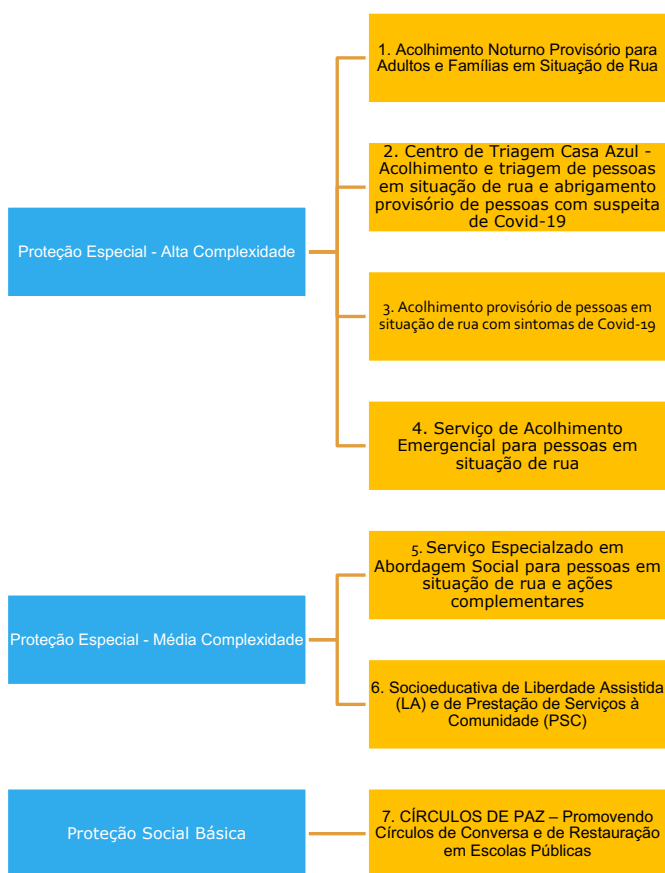 Proteção Especial - Alta Complexidade
1. Acolhimento Noturno Provisório para
Adultos e Famílias em Situação de Rua
2. Centro de Triagem Casa Azul -
Acolhimento e triagem de pessoas
em situação de rua e abrigamento
provisório de pessoas com suspeita
de Covid-19
3. Acolhimento provisório de pessoas em
situação de rua com sintomas de Covid-19
4. Serviço de Acolhimento
Emergencial para pessoas em
situação de rua
Proteção Especial - Média Complexidade
5. Serviço Especialzado em
Abordagem Social para pessoas em
situação de rua e ações
complementares
6. Socioeducativa de Liberdade Assistida
(LA) e de Prestação de Serviços à
Comunidade (PSC)
Proteção Social Básica
7. CÍRCULOS DE PAZ – Promovendo
Círculos de Conversa e de Restauração
em Escolas Públicas